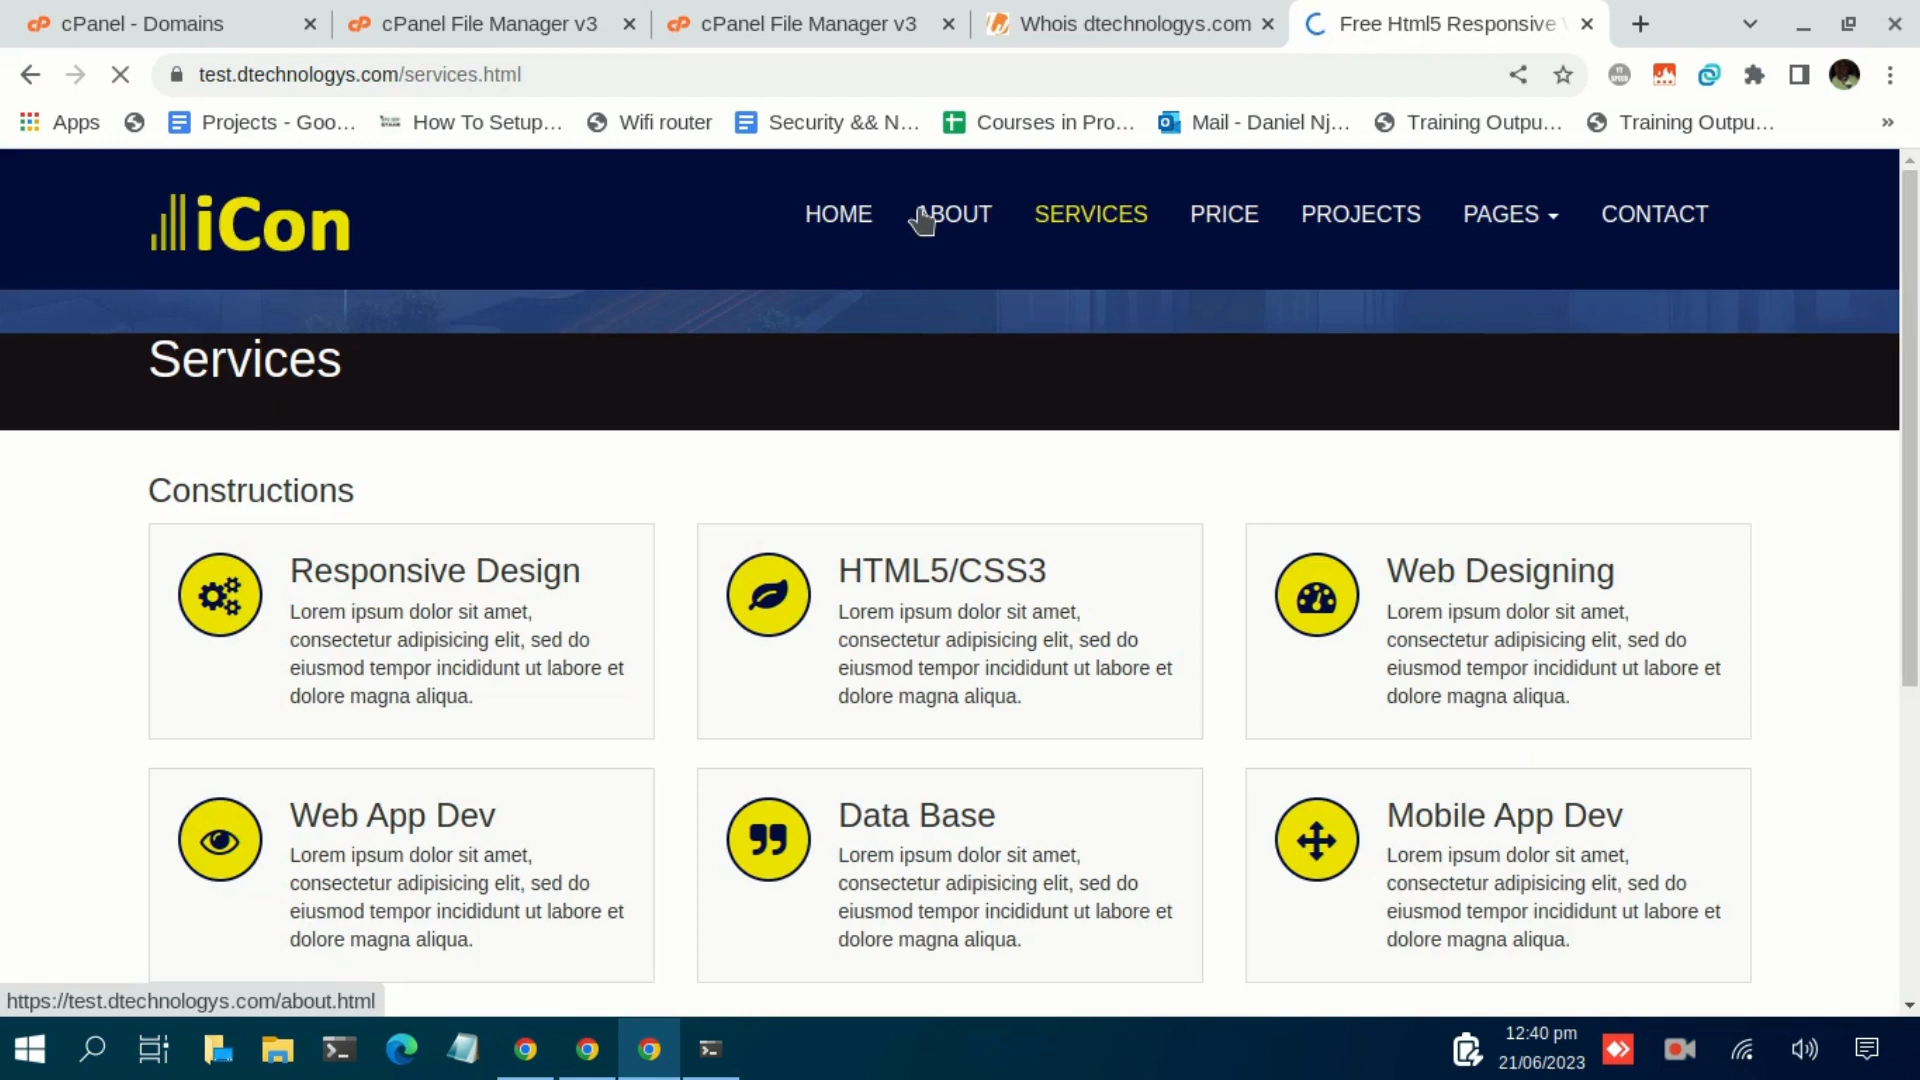 cPanel - Domains
cPanel File Manager v3
cPanel File Manager v3
Whois dtechnologys.com
Free Html5 Responsive
test.dtechnologys.com/services.html
Apps
Projects - Goo...
How To Setup...
Wifi router
Security && N...
Courses in Pro...
Mail - Daniel Nj...
Training Outpu...
Training Outpu...
»
iCon
HOME
ABOUT
SERVICES
PRICE
PROJECTS
PAGES
CONTACT
Services
Constructions
Responsive Design
Lorem ipsum dolor sit amet,
consectetur adipisicing elit, sed do
eiusmod tempor incididunt ut labore et
dolore magna aliqua.
HTML5/CSS3
Lorem ipsum dolor sit amet,
consectetur adipisicing elit, sed do
eiusmod tempor incididunt ut labore et
dolore magna aliqua.
Web Designing
Lorem ipsum dolor sit amet,
consectetur adipisicing elit, sed do
eiusmod tempor incididunt ut labore et
dolore magna aliqua.
Web App Dev
Lorem ipsum dolor sit amet,
consectetur adipisicing elit, sed do
eiusmod tempor incididunt ut labore et
dolore magna aliqua.
Data Base
Lorem ipsum dolor sit amet,
consectetur adipisicing elit, sed do
eiusmod tempor incididunt ut labore et
dolore magna aliqua.
Mobile App Dev
Lorem ipsum dolor sit amet,
consectetur adipisicing elit, sed do
eiusmod tempor incididunt ut labore et
dolore magna aliqua.
https://test.dtechnologys.com/about.html
12:40 pm
21/06/2023